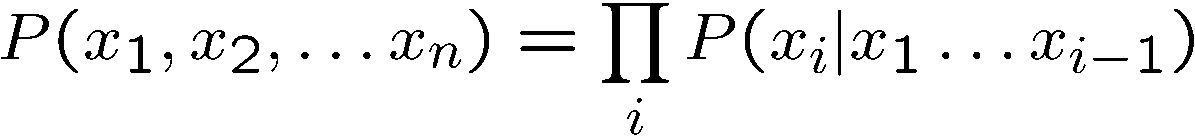 P(x₁, x₂, … xₙ) = ∏ᵢ P(xᵢ|x₁ … xᵢ₋₁)